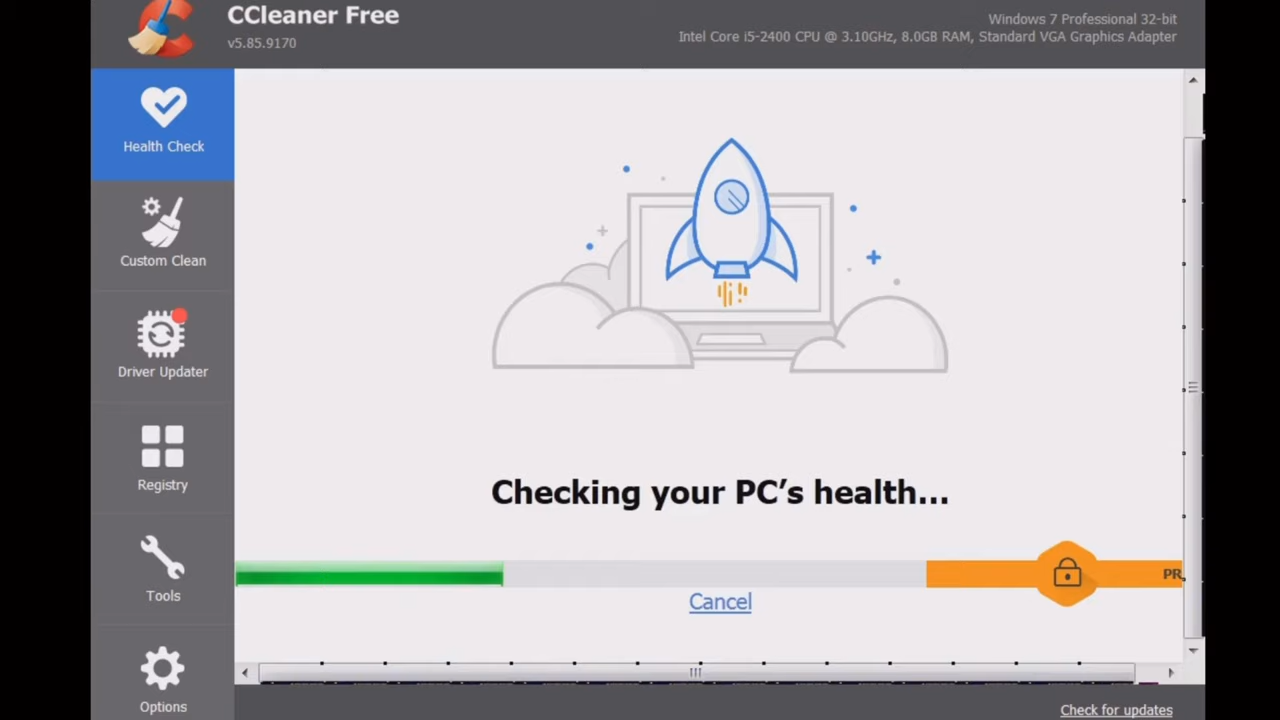 CCleaner Free
v5.85.9170
Windows 7 Professional 32-bit
Intel Core i5-2400 CPU @ 3.10GHz, 8.0GB RAM, Standard VGA Graphics Adapter
Health Check
Custom Clean
Driver Updater
Registry
Tools
Options
Checking your PC’s health...
PR
Cancel
Check for updates